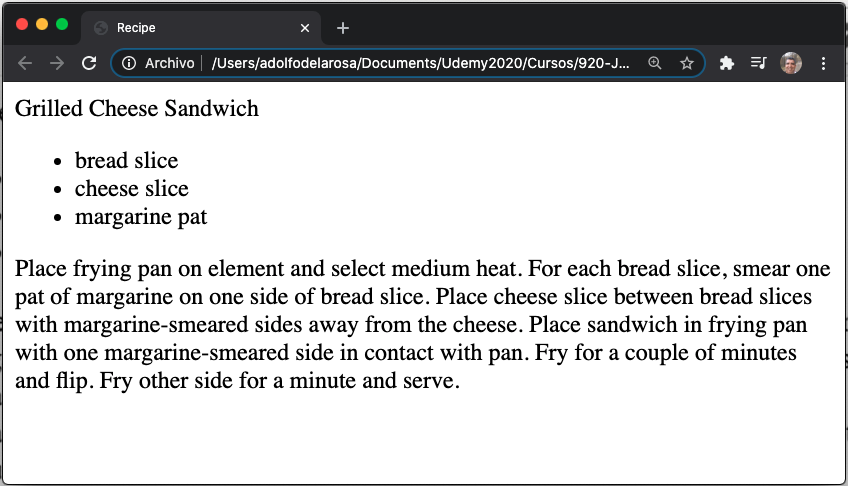 Recipe
Archivo
/Users/adolfodelarosa/Documents/Udemy2020/Cursos/920-J...
Grilled Cheese Sandwich
• bread slice
• cheese slice
• margarine pat
Place frying pan on element and select medium heat. For each bread slice, smear one
pat of margarine on one side of bread slice. Place cheese slice between bread slices
with margarine-smeared sides away from the cheese. Place sandwich in frying pan
with one margarine-smeared side in contact with pan. Fry for a couple of minutes
and flip. Fry other side for a minute and serve.